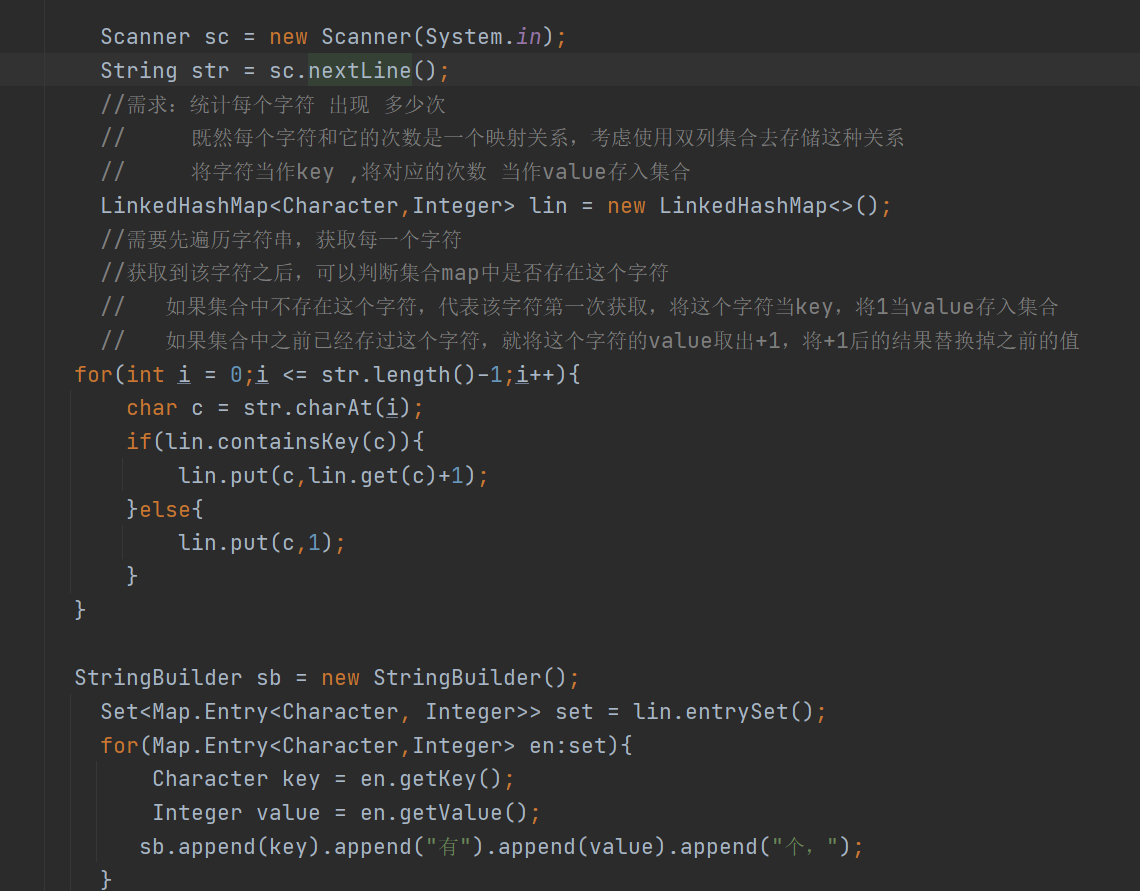 Scanner sc = new Scanner(System.in);
String str = sc.nextLine();
//需求：统计每个字符 出现 多少次
//     既然每个字符和它的次数是一个映射关系，考虑使用双列集合去存储这种关系
//     将字符当作key ,将对应的次数 当作value存入集合
LinkedHashMap<Character,Integer> lin = new LinkedHashMap<>();
//需要先遍历字符串，获取每一个字符
//获取到该字符之后，可以判断集合map中是否存在这个字符
//   如果集合中不存在这个字符，代表该字符第一次获取，将这个字符当key，将1当value存入集合
//   如果集合中之前已经存过这个字符，就将这个字符的value取出+1，将+1后的结果替换掉之前的值
for(int i = 0;i <= str.length()-1;i++){
char c = str.charAt(i);
if(lin.containsKey(c)){
lin.put(c,lin.get(c)+1);
}else{
lin.put(c,1);
}
}
StringBuilder sb = new StringBuilder();
Set<Map.Entry<Character, Integer>> set = lin.entrySet();
for(Map.Entry<Character,Integer> en:set){
Character key = en.getKey();
Integer value = en.getValue();
sb.append(key).append("有").append(value).append("个，");
}